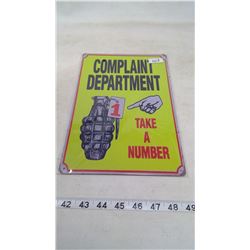 COMPLAINT
DEPARTMENT
1
TAKE
A
NUMBER
42 43 44 45 46 47 48 49